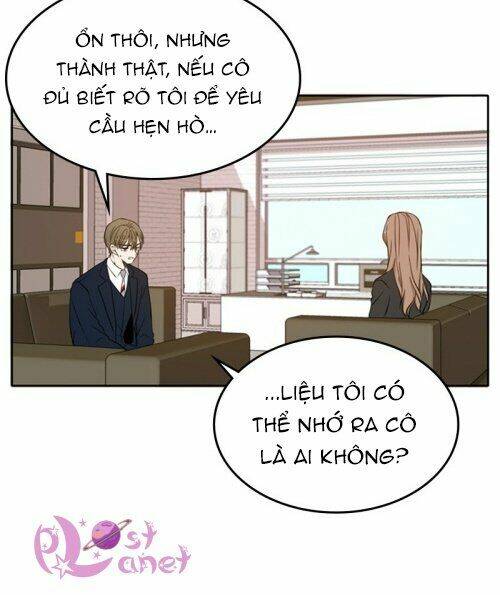 ỔN THÔI, NHƯNG
THÀNH THẬT, NẾU CÔ
ĐỦ BIẾT RÕ TÔI ĐỂ YÊU
CẦU HẸN HÒ...
...LIỆU TÔI CÓ
THỂ NHỚ RA CÔ
LÀ AI KHÔNG?
Lost
Planet